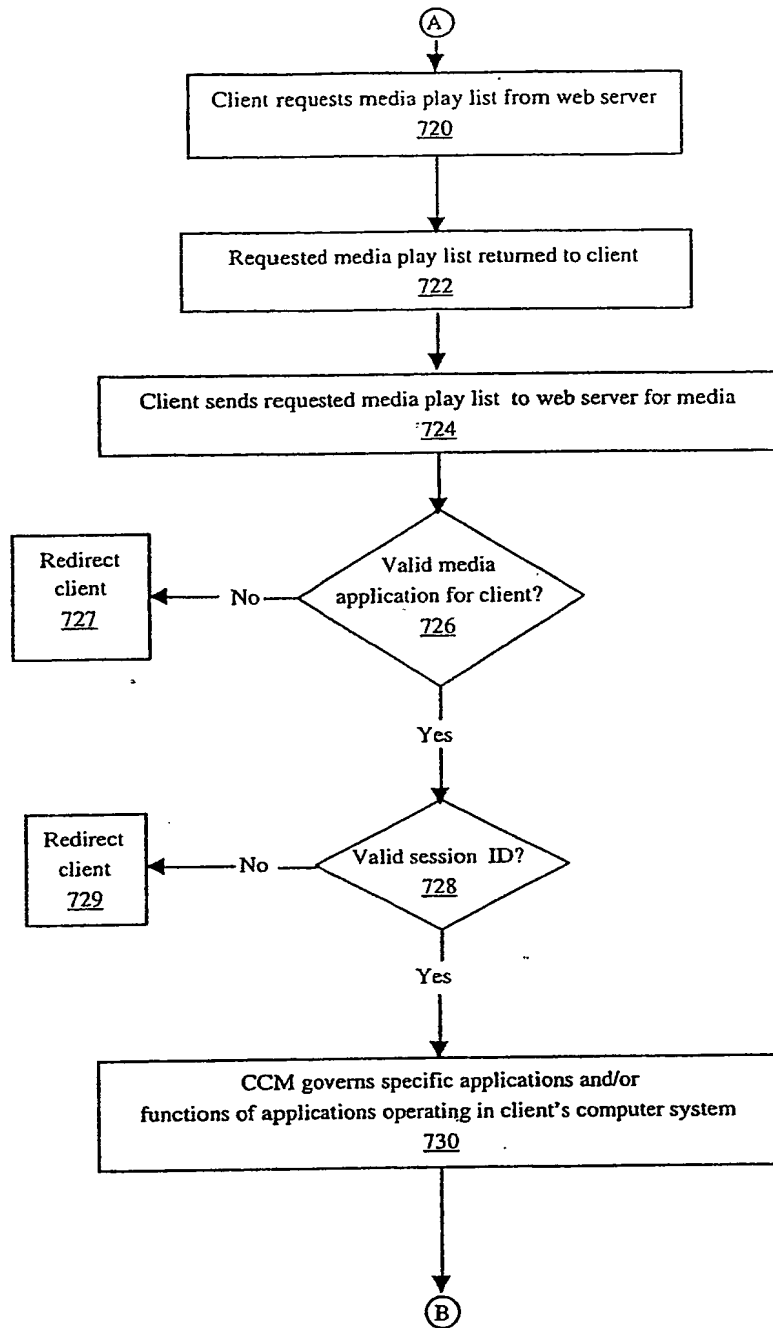 A
Client requests media play list from web server
720
Requested media play list returned to client
722
Client sends requested media play list to web server for media
724
Valid media
application for client?
726
No
Redirect
client
727
Yes
Valid session ID?
728
No
Redirect
client
729
Yes
CCM governs specific applications and/or
functions of applications operating in client's computer system
730
B